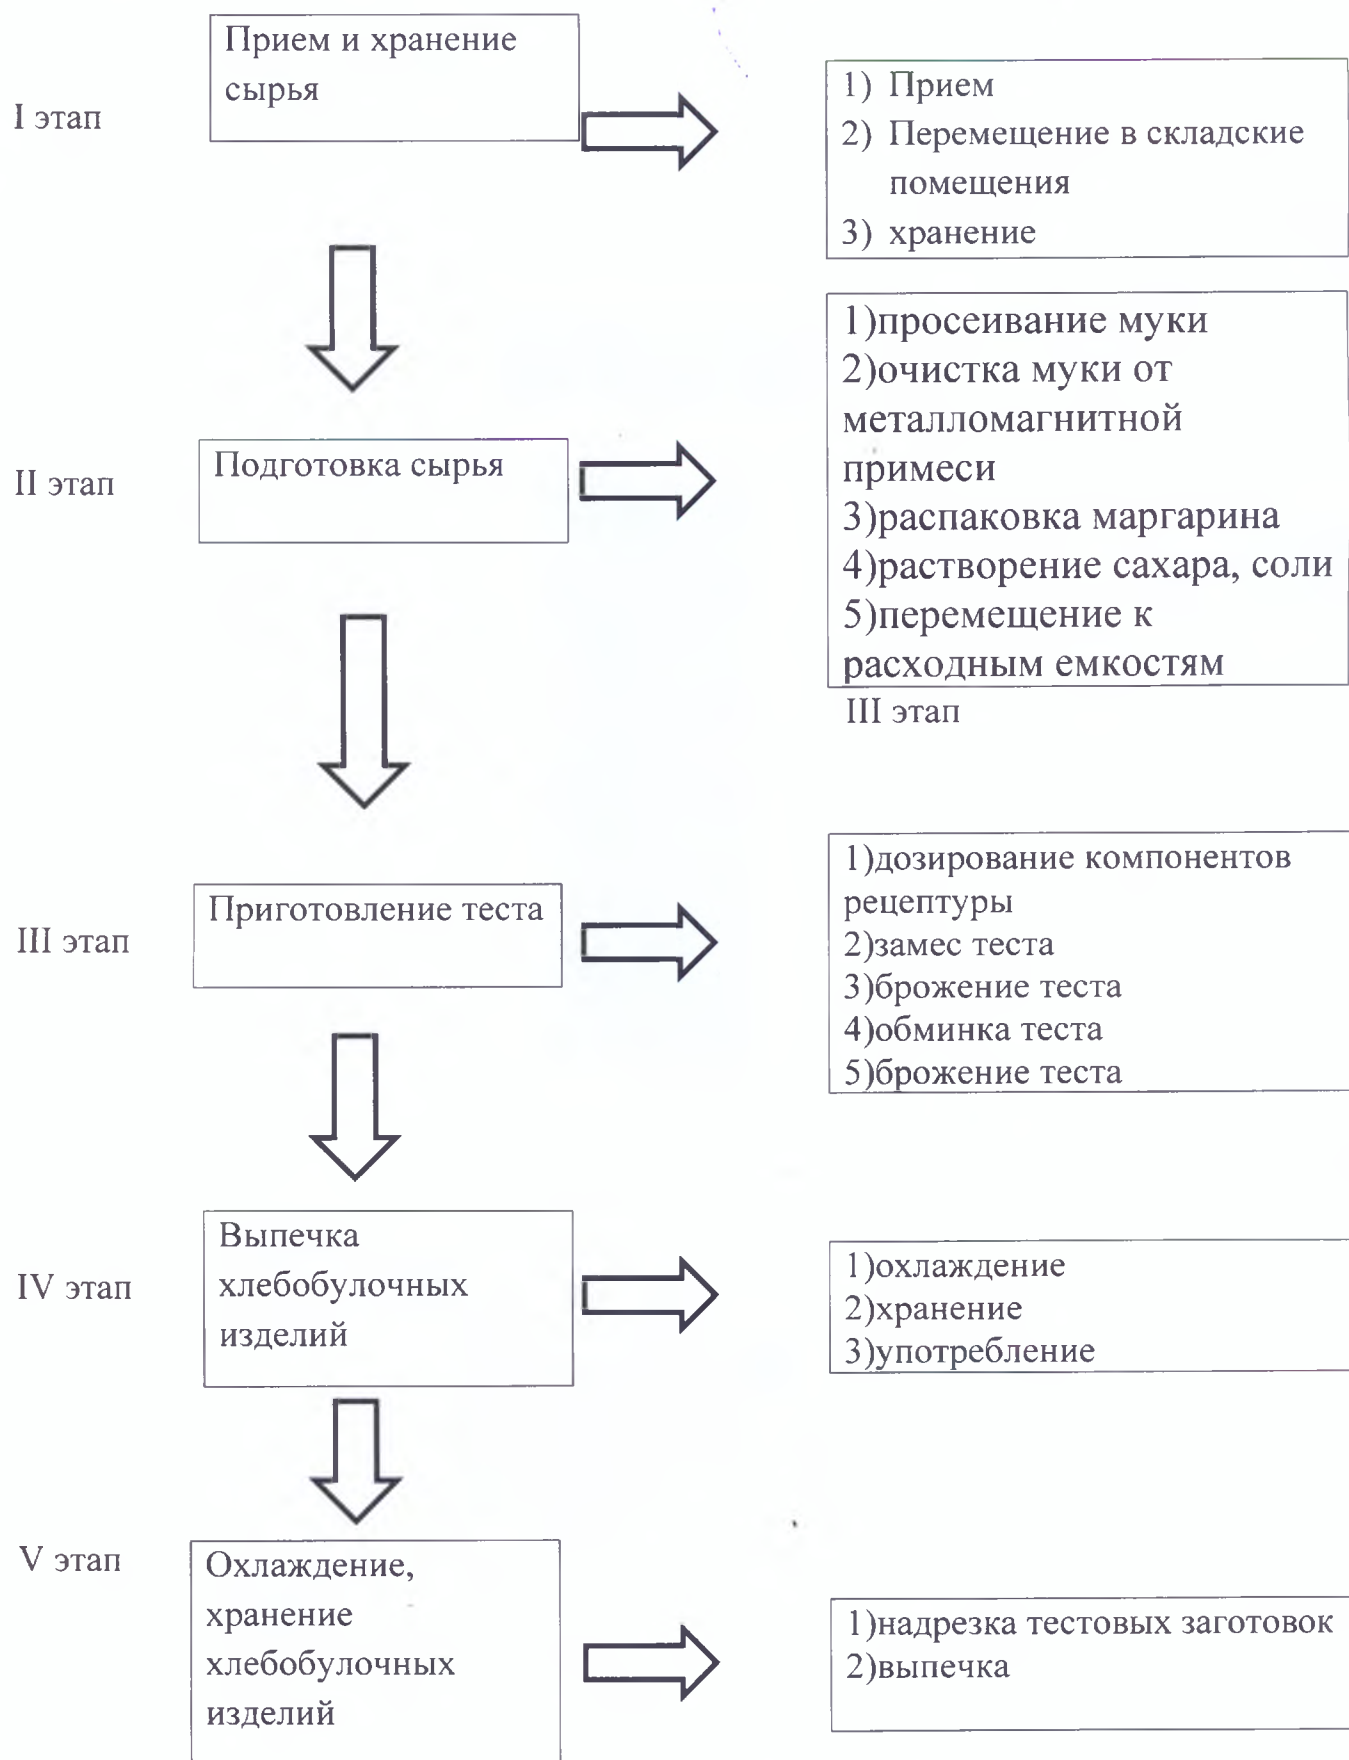 I этап
Прием и хранение
сырья
1) Прием
2) Перемещение в складские
помещения
3) хранение
II этап
Подготовка сырья
1)просеивание муки
2)очистка муки от
металломагнитной
примеси
3)распаковка маргарина
4)растворение сахара, соли
5)перемещение к
расходным емкостям
III этап
III этап
Приготовление теста
1)дозирование компонентов
рецептуры
2)замес теста
3)брожение теста
4)обминка теста
5)брожение теста
IV этап
Выпечка
хлебобулочных
изделий
1)охлаждение
2)хранение
3)употребление
V этап
Охлаждение,
хранение
хлебобулочных
изделий
1)надрезка тестовых заготовок
2)выпечка